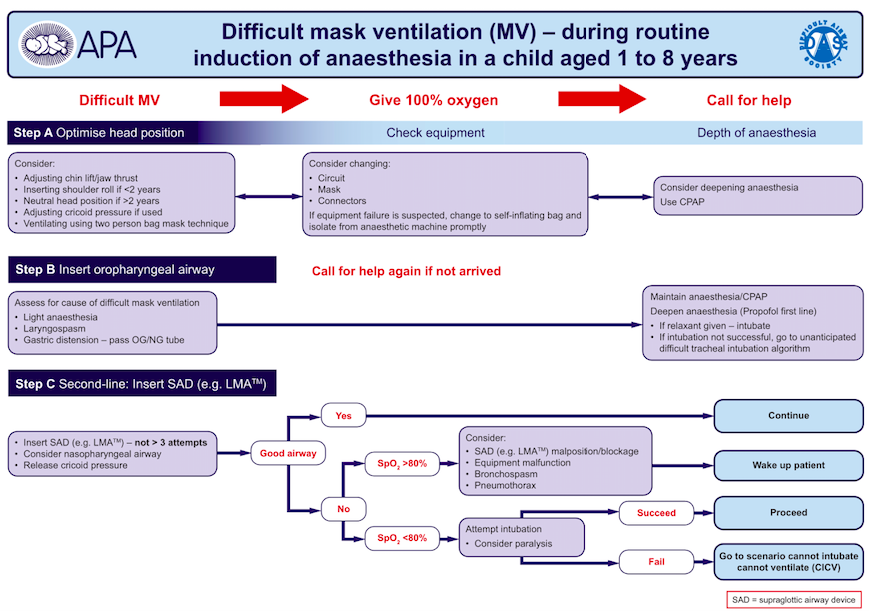 APA
Difficult mask ventilation (MV) – during routine
induction of anaesthesia in a child aged 1 to 8 years
DIFFICULT AIRWAY
DAS
SOCIETY
Difficult MV
Give 100% oxygen
Call for help
Step A Optimise head position
Check equipment
Depth of anaesthesia
Consider:
• Adjusting chin lift/jaw thrust
• Inserting shoulder roll if <2 years
• Neutral head position if >2 years
• Adjusting cricoid pressure if used
• Ventilating using two person bag mask technique
Consider changing:
• Circuit
• Mask
• Connectors
If equipment failure is suspected, change to self-inflating bag and
isolate from anaesthetic machine promptly
Consider deepening anaesthesia
Use CPAP
Step B Insert oropharyngeal airway
Call for help again if not arrived
Assess for cause of difficult mask ventilation
• Light anaesthesia
• Laryngospasm
• Gastric distension – pass OG/NG tube
Maintain anaesthesia/CPAP
Deepen anaesthesia (Propofol first line)
• If relaxant given – intubate
• If intubation not successful, go to unanticipated
difficult tracheal intubation algorithm
Step C Second-line: Insert SAD (e.g. LMA™)
• Insert SAD (e.g. LMA™) – not > 3 attempts
• Consider nasopharyngeal airway
• Release cricoid pressure
Good airway
Yes
Continue
No
SpO₂ >80%
Consider:
• SAD (e.g. LMA™) malposition/blockage
• Equipment malfunction
• Bronchospasm
• Pneumothorax
Wake up patient
SpO₂ <80%
Attempt intubation
• Consider paralysis
Succeed
Proceed
Fail
Go to scenario cannot intubate
cannot ventilate (CICV)
SAD = supraglottic airway device